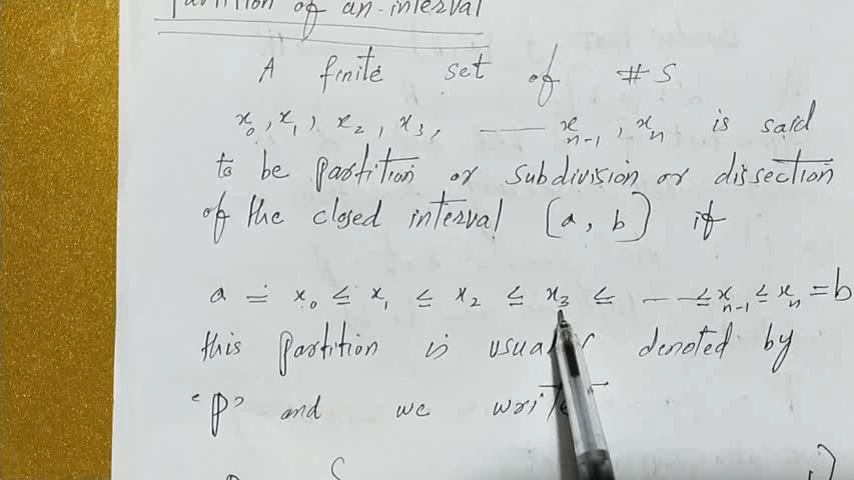 Partition of an interval
A finite set of #S
x₀, x₁, x₂, x₃, —— xₙ₋₁, xₙ is said
to be partition or subdivision or dissection
of the closed interval [a, b] if
a = x₀ ≤ x₁ ≤ x₂ ≤ x₃ ≤ — — ≤ xₙ₋₁ ≤ xₙ = b
this partition is denoted by
'P' and we write